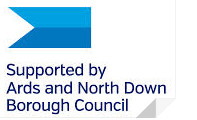 Supported by
Ards and North Down
Borough Council